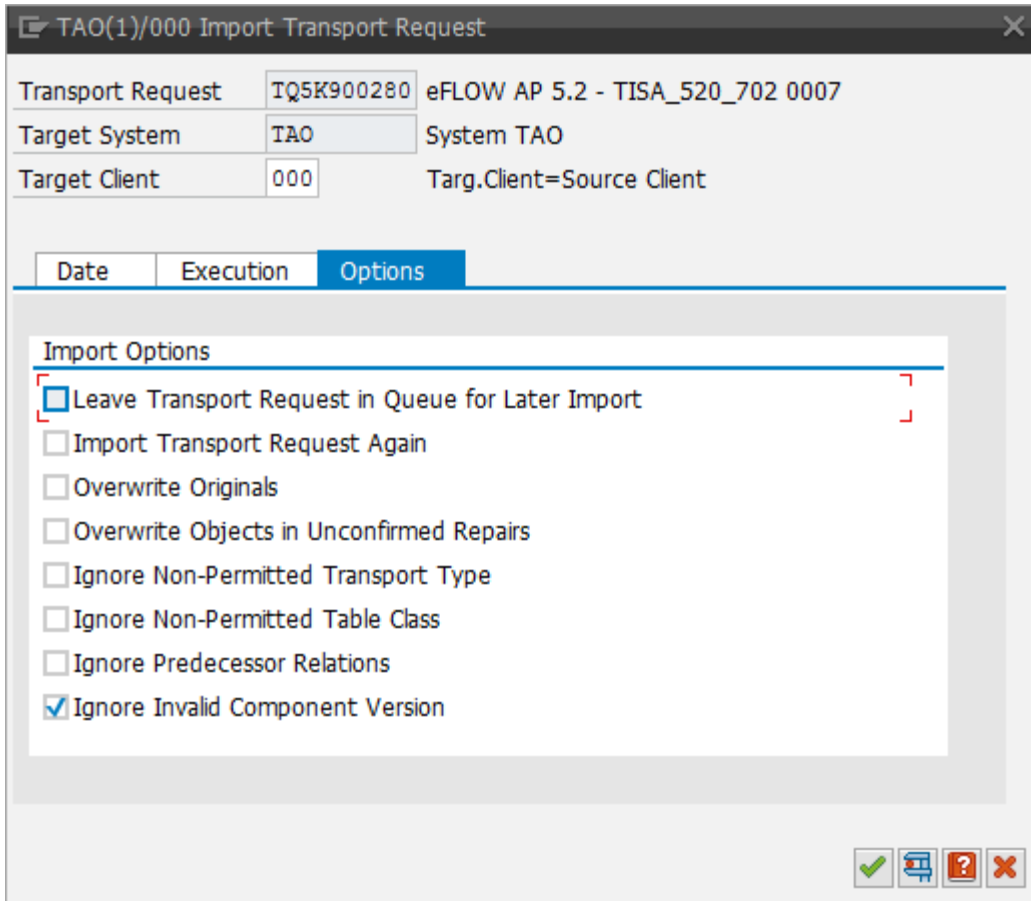 TAO(1)/000 Import Transport Request
Transport Request TQ5K900280 eFLOW AP 5.2 - TISA_520_702 0007
Target System TAO System TAO
Target Client 000 Targ.Client=Source Client
Date Execution Options
Import Options
Leave Transport Request in Queue for Later Import
Import Transport Request Again
Overwrite Originals
Overwrite Objects in Unconfirmed Repairs
Ignore Non-Permitted Transport Type
Ignore Non-Permitted Table Class
Ignore Predecessor Relations
Ignore Invalid Component Version